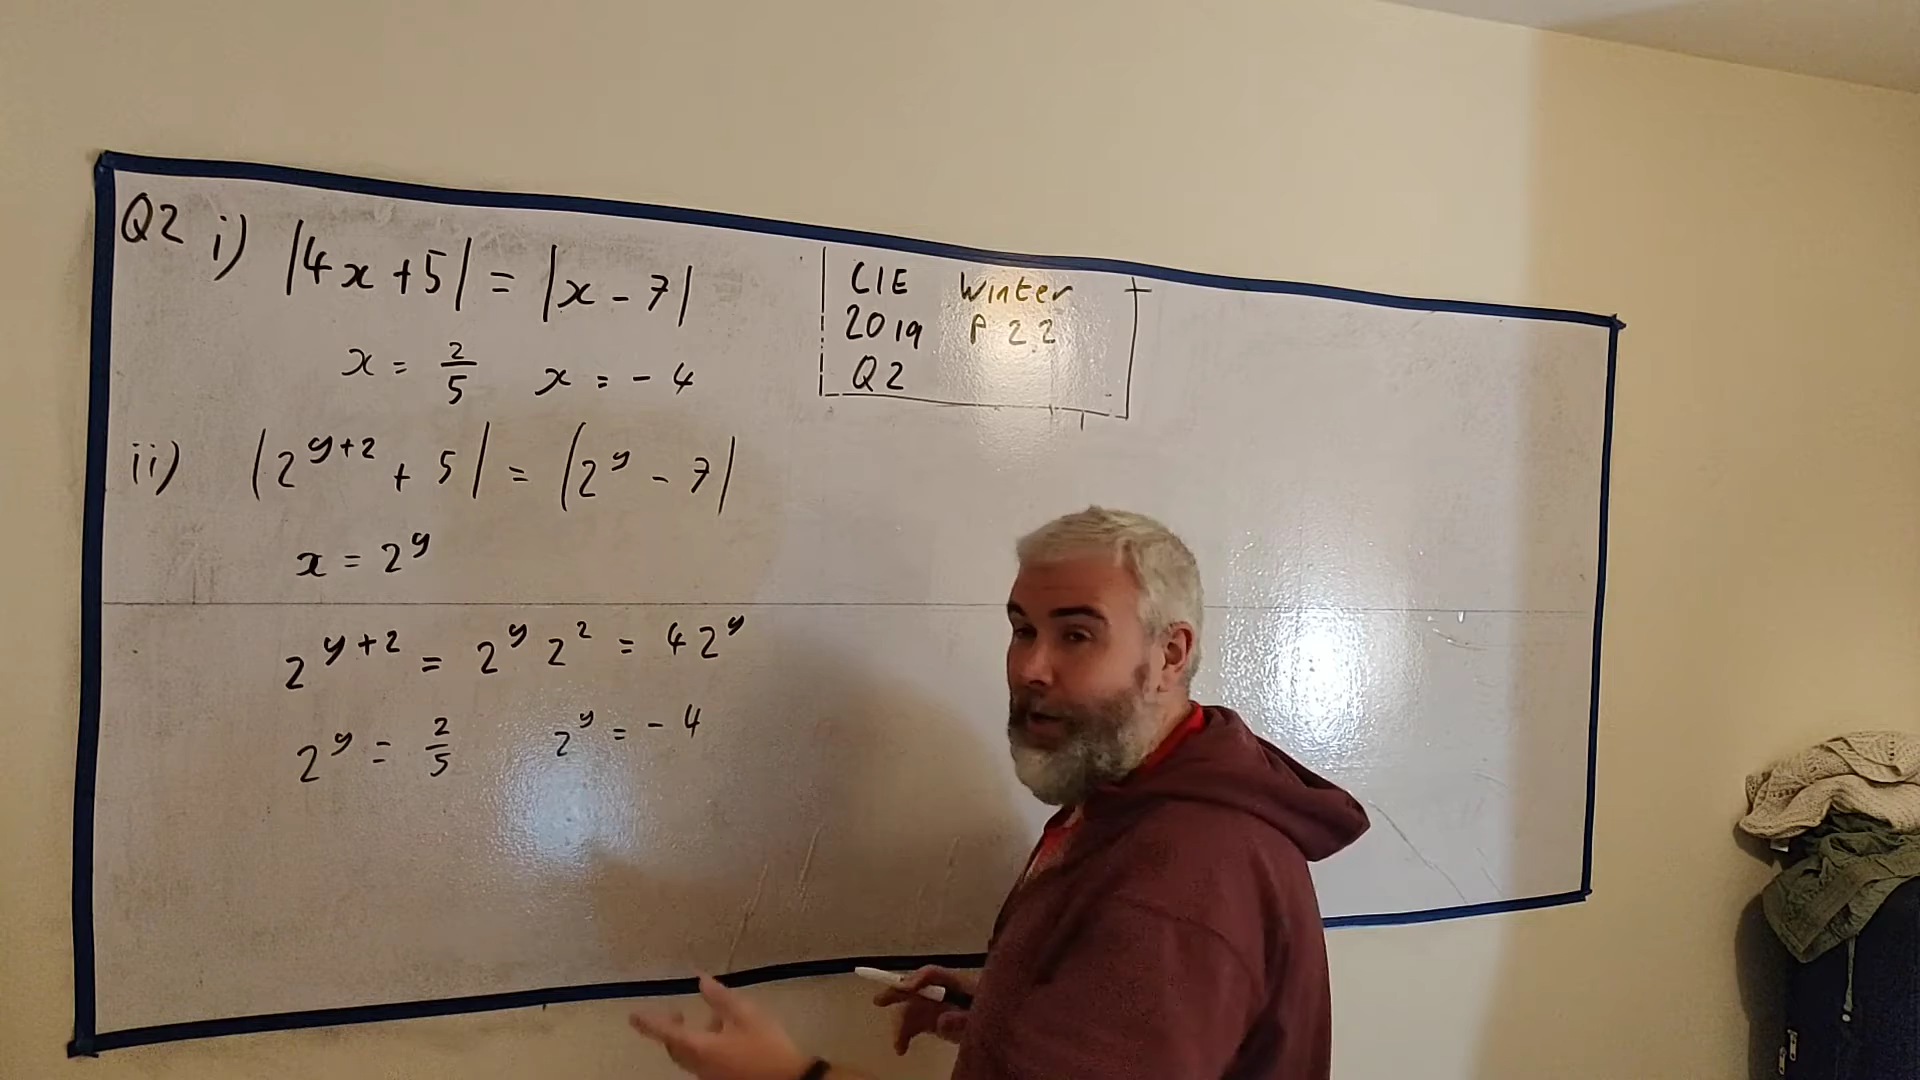 Q2 i) |4x+5| = |x-7|
x = 2/5 x = -4
ii) |2^{y+2} + 5| = |2^y - 7|
x = 2^y
2^{y+2} = 2^y 2^2 = 4 2^y
2^y = 2/5 2^y = -4
CIE Winter
2019 P22
Q2